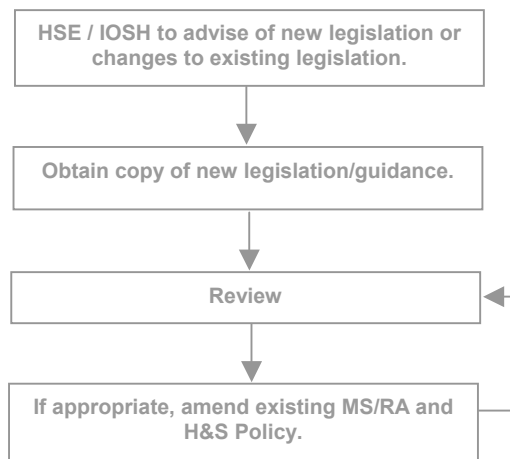 HSE / IOSH to advise of new legislation or
changes to existing legislation.
Obtain copy of new legislation/guidance.
Review
If appropriate, amend existing MS/RA and
H&S Policy.